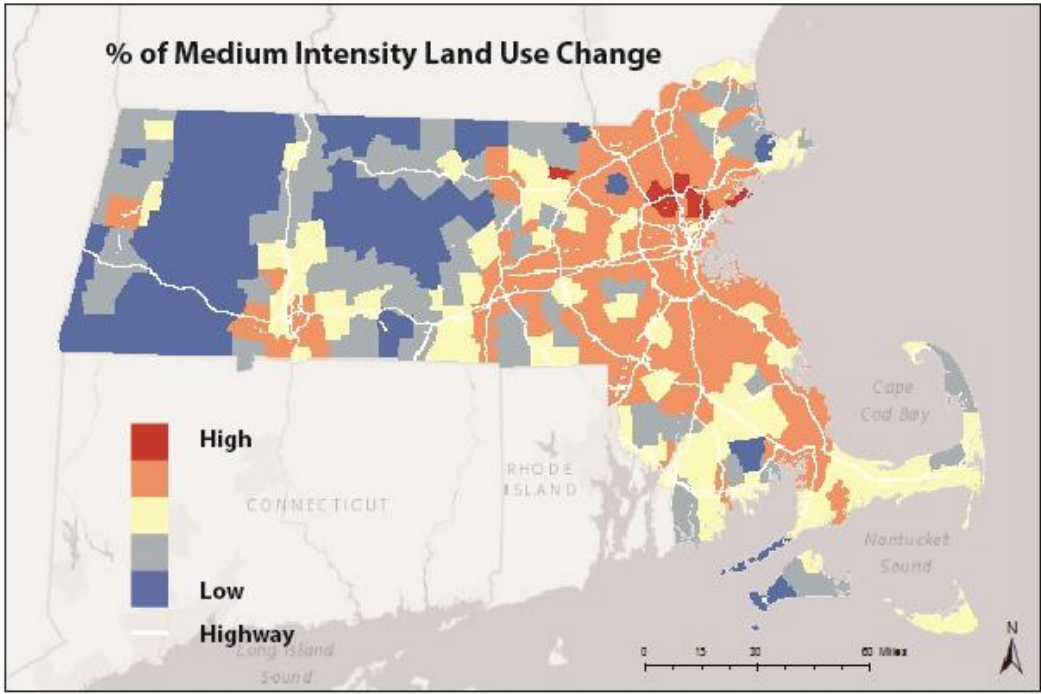 % of Medium Intensity Land Use Change
Cape
Cod Bay
High
RHODE
ISLAND
CONNECTICUT
Nantucket
Sound
Low
Highway
Long Island
Sound
N
0 15 30 60 Miles